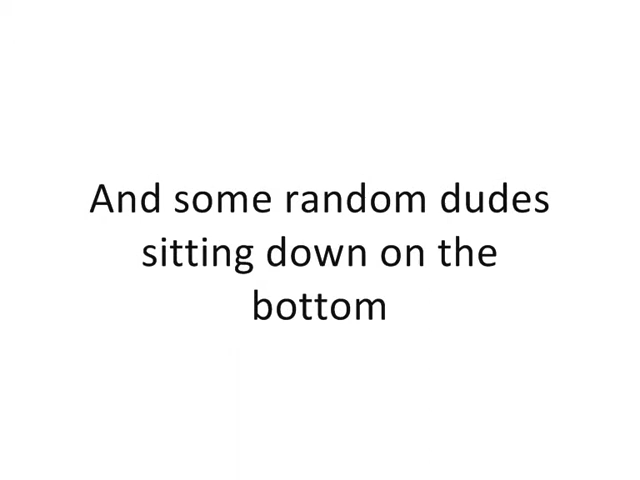 And some random dudes
sitting down on the
bottom